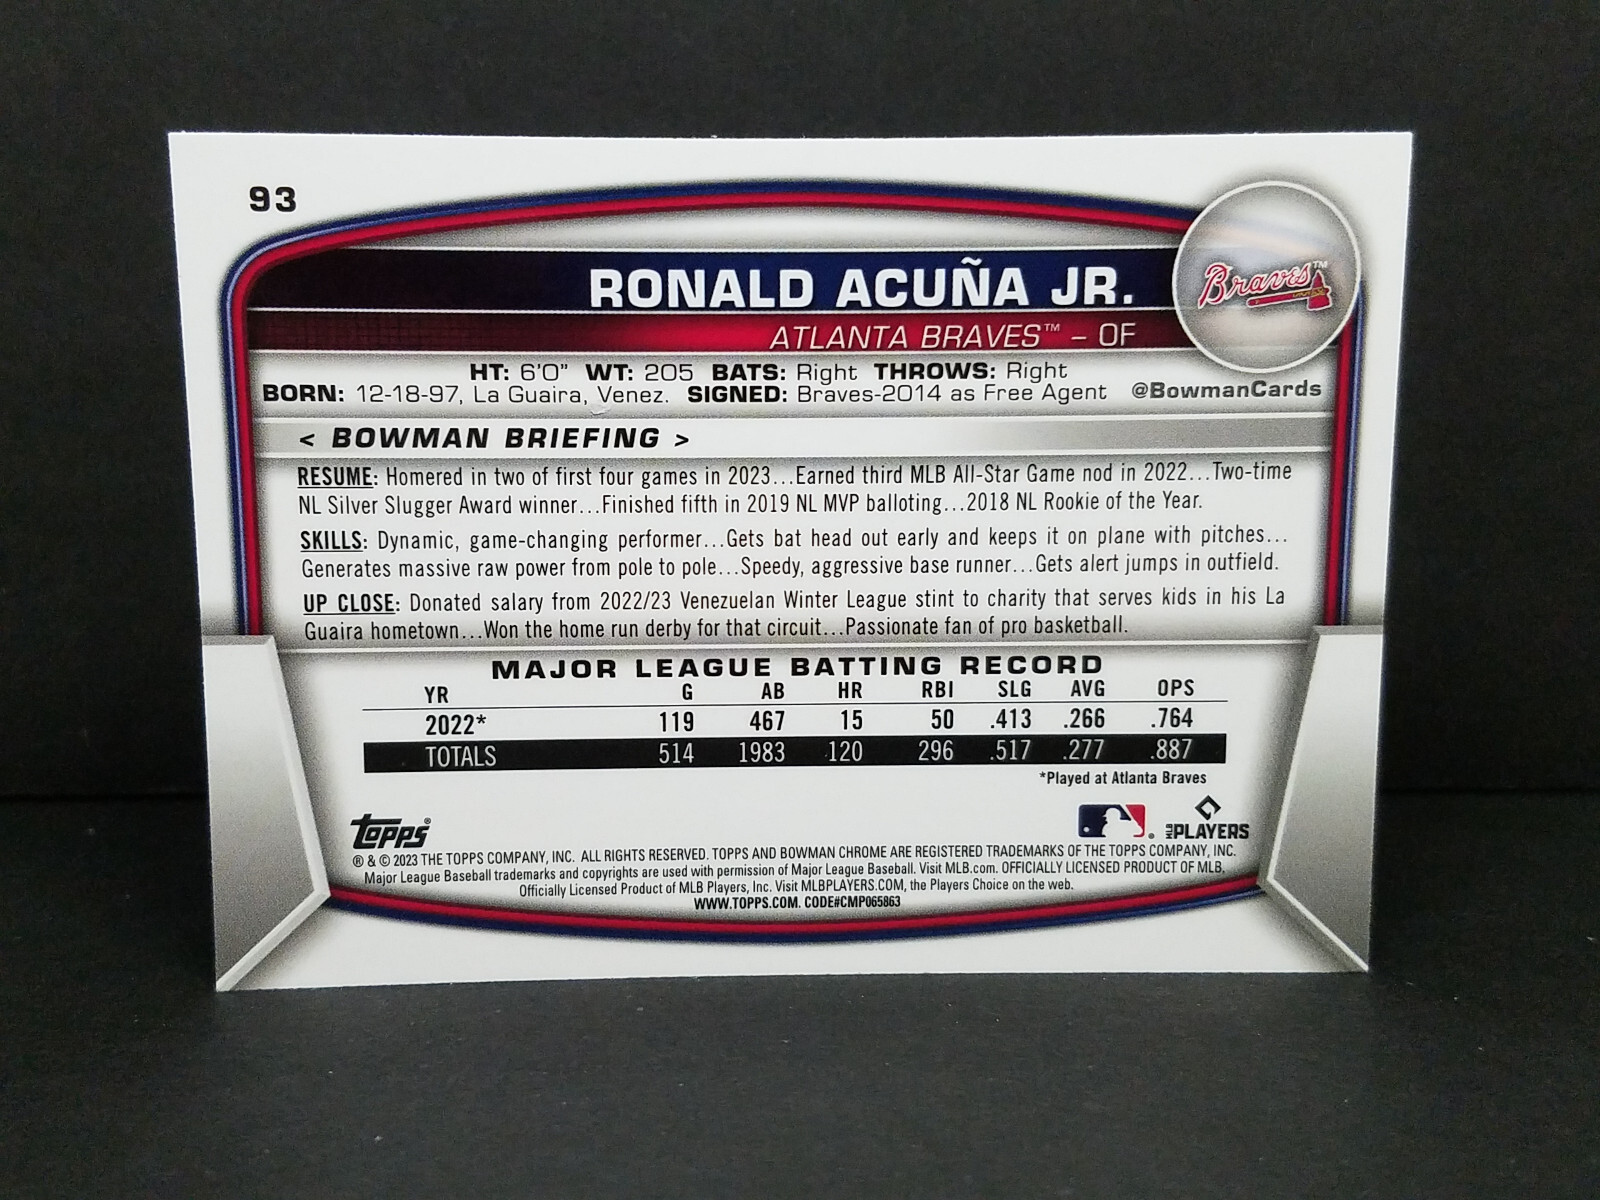 93
RONALD ACUÑA JR.
Braves™
ATLANTA BRAVES™ – OF
HT: 6'0" WT: 205 BATS: Right THROWS: Right
BORN: 12-18-97, La Guaira, Venez. SIGNED: Braves-2014 as Free Agent @BowmanCards
< BOWMAN BRIEFING >
RESUME: Homered in two of first four games in 2023...Earned third MLB All-Star Game nod in 2022...Two-time
NL Silver Slugger Award winner...Finished fifth in 2019 NL MVP balloting...2018 NL Rookie of the Year.
SKILLS: Dynamic, game-changing performer...Gets bat head out early and keeps it on plane with pitches...
Generates massive raw power from pole to pole...Speedy, aggressive base runner...Gets alert jumps in outfield.
UP CLOSE: Donated salary from 2022/23 Venezuelan Winter League stint to charity that serves kids in his La
Guaira hometown...Won the home run derby for that circuit...Passionate fan of pro basketball.
MAJOR LEAGUE BATTING RECORD
YR G AB HR RBI SLG AVG OPS
2022* 119 467 15 50 .413 .266 .764
TOTALS 514 1983 120 296 .517 .277 .887
*Played at Atlanta Braves
topps®
® MLB PLAYERS
® & © 2023 THE TOPPS COMPANY, INC. ALL RIGHTS RESERVED. TOPPS AND BOWMAN CHROME ARE REGISTERED TRADEMARKS OF THE TOPPS COMPANY, INC.
Major League Baseball trademarks and copyrights are used with permission of Major League Baseball. Visit MLB.com. OFFICIALLY LICENSED PRODUCT OF MLB.
Officially Licensed Product of MLB Players, Inc. Visit MLBPLAYERS.COM, the Players Choice on the web.
WWW.TOPPS.COM. CODE#CMP065863